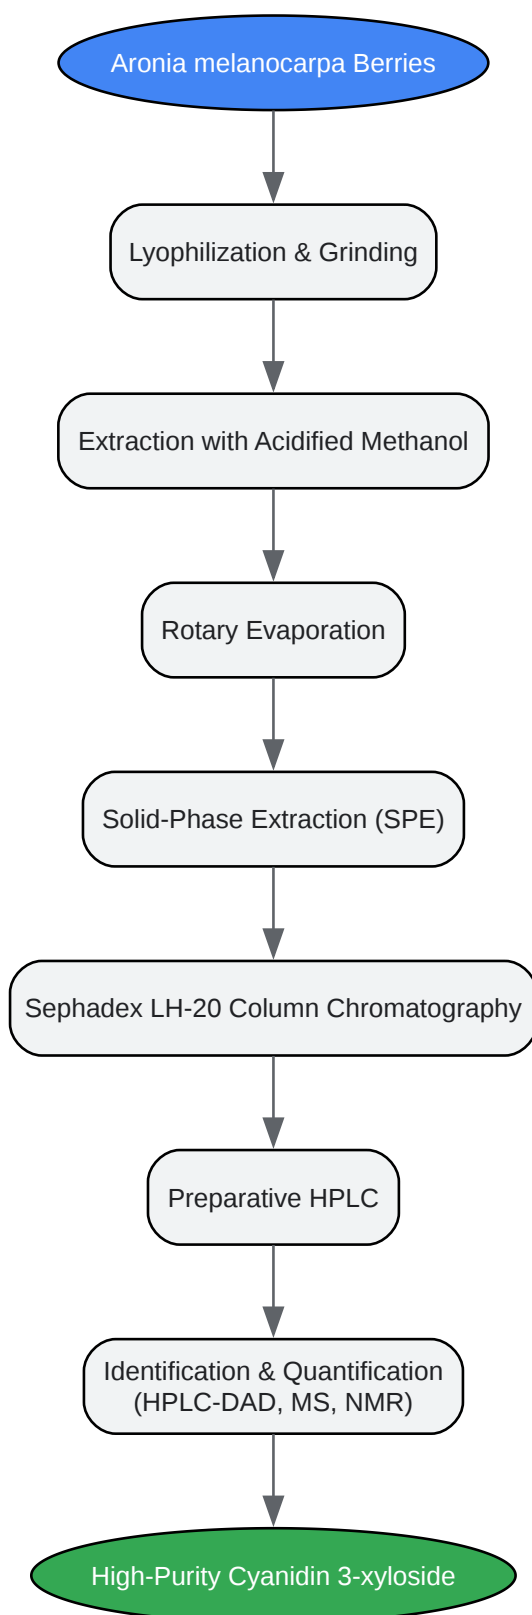 Aronia melanocarpa Berries
Lyophilization & Grinding
Extraction with Acidified Methanol
Rotary Evaporation
Solid-Phase Extraction (SPE)
Sephadex LH-20 Column Chromatography
Preparative HPLC
Identification & Quantification
(HPLC-DAD, MS, NMR)
High-Purity Cyanidin 3-xyloside